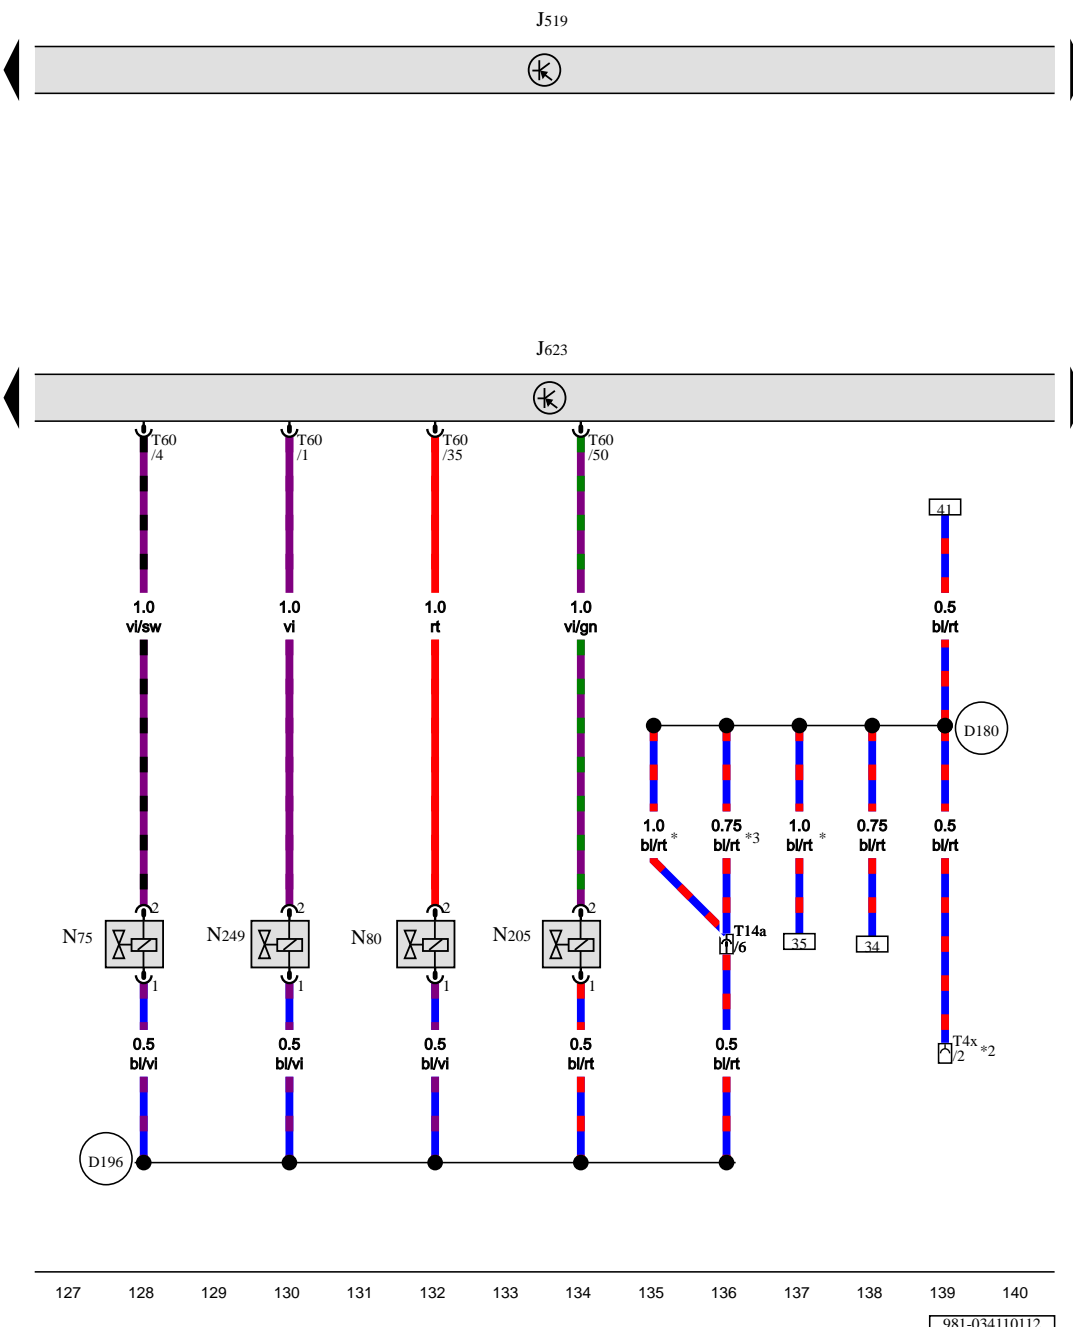 J519
J623
T60
/4
T60
/1
T60
/35
T60
/50
41
1.0
vi/sw
1.0
vi
1.0
rt
1.0
vi/gn
0.5
bl/rt
D180
1.0
bl/rt *
0.75
bl/rt *3
1.0
bl/rt *
0.75
bl/rt
0.5
bl/rt
2
2
2
2
N75
N249
N80
N205
T14a
/6
35
34
1
1
1
1
0.5
bl/vi
0.5
bl/vi
0.5
bl/vi
0.5
bl/rt
0.5
bl/rt
T4x
/2 *2
D196
127 128 129 130 131 132 133 134 135 136 137 138 139 140
981-034110112